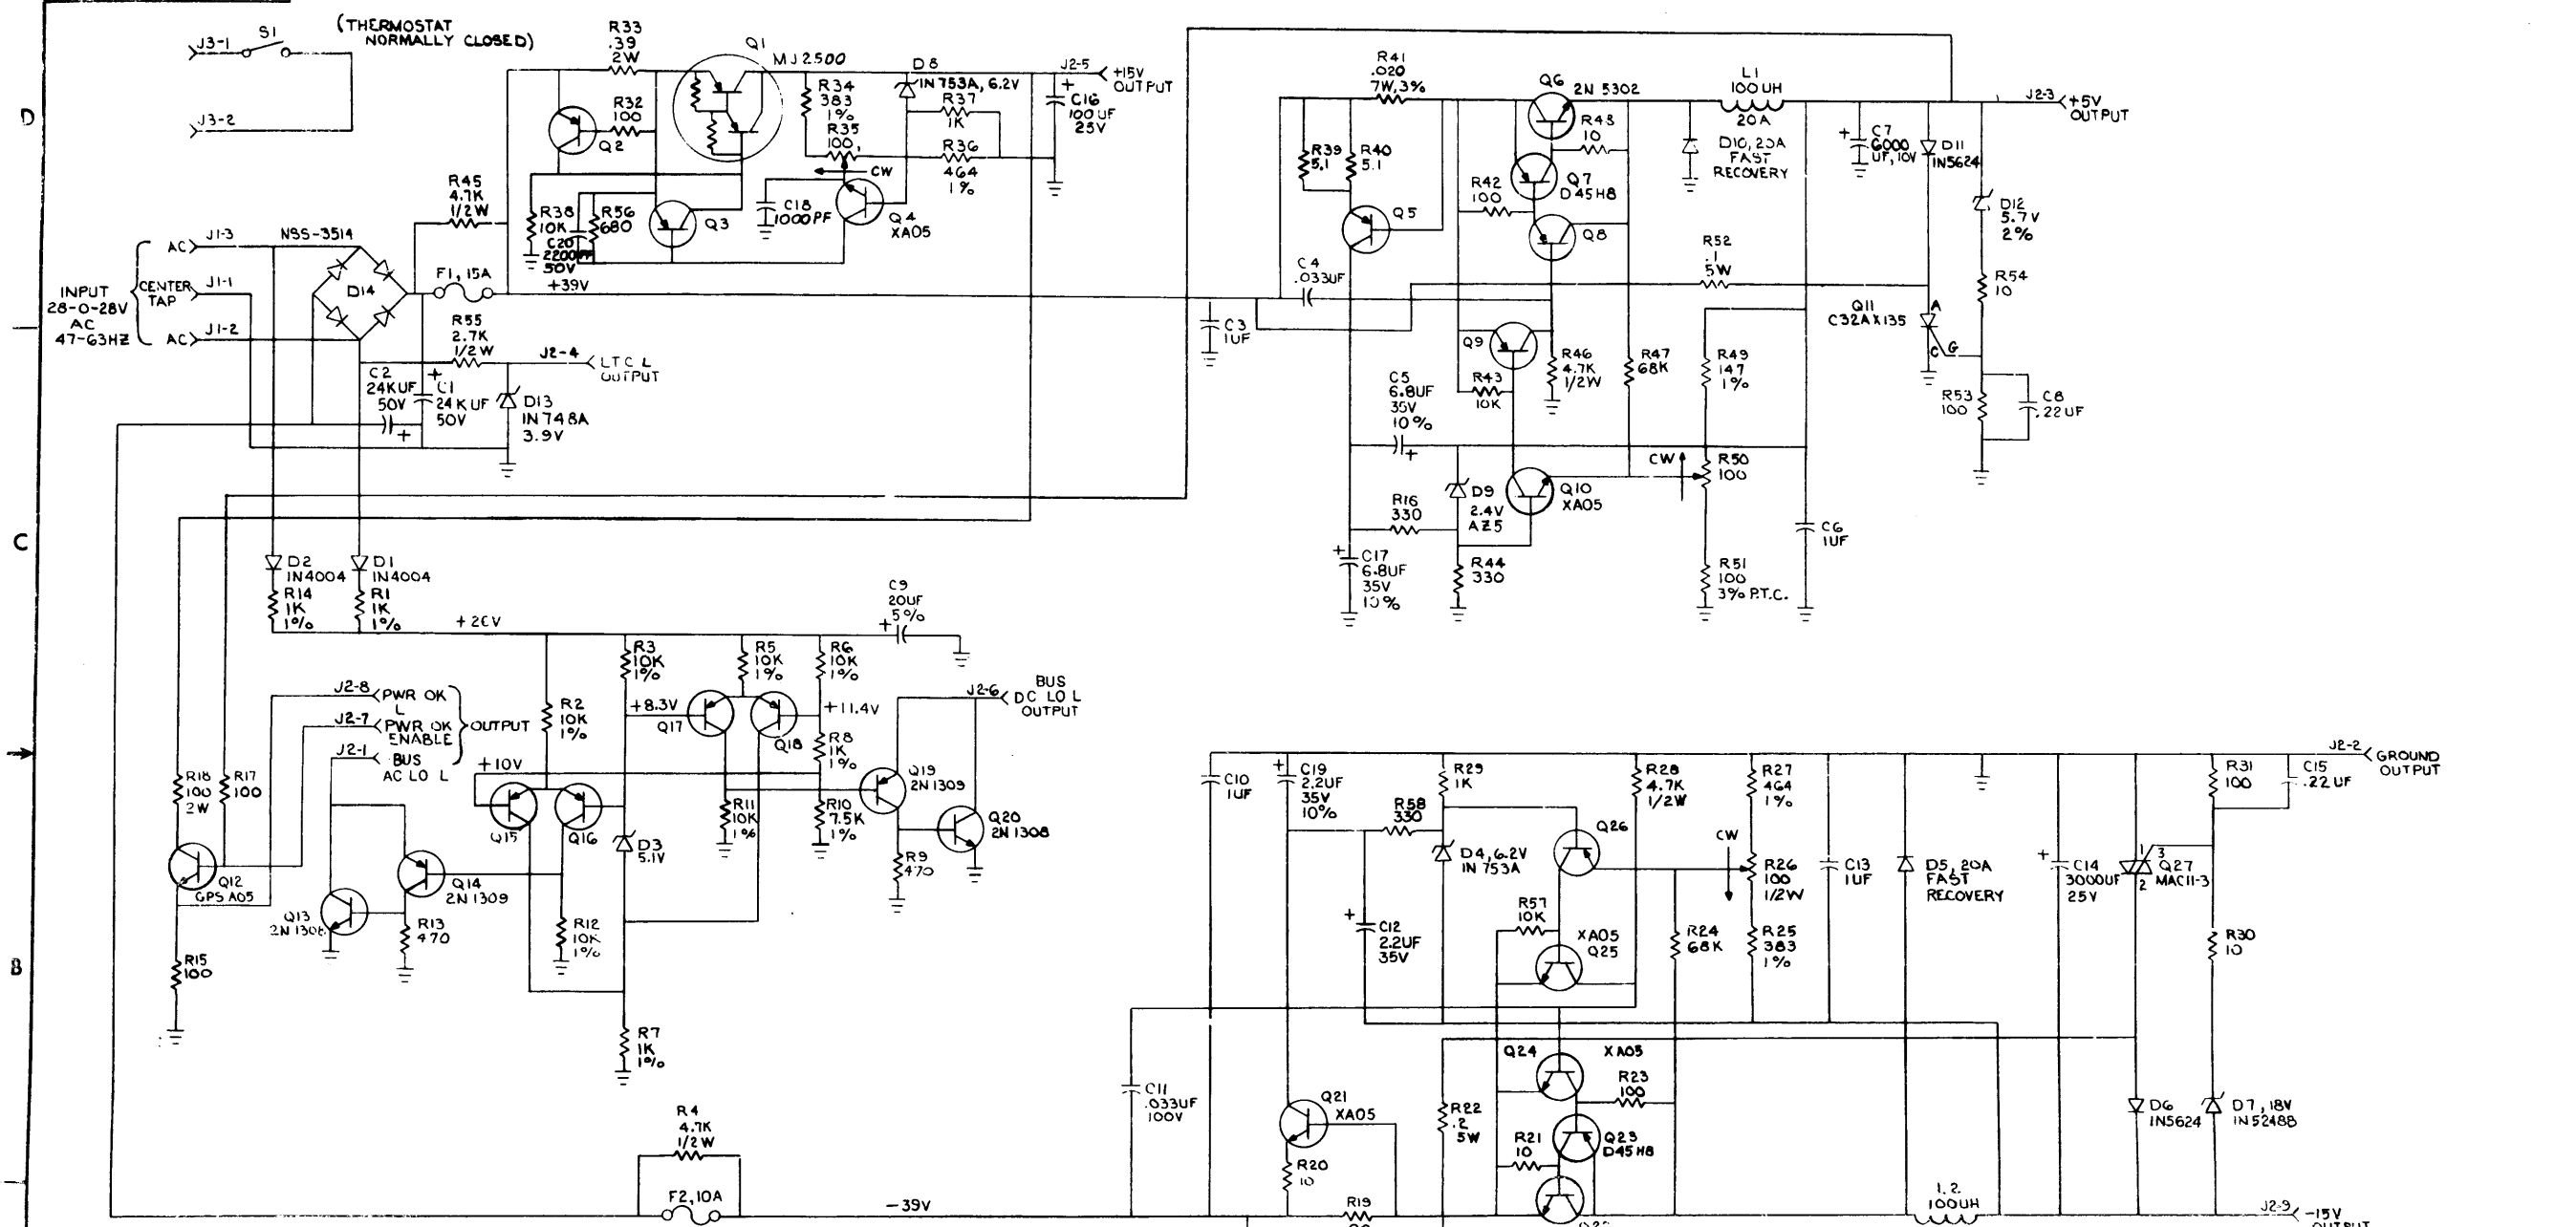 (THERMOSTAT
NORMALLY CLOSED)
J3-1
S1
J3-2
D
R33
.39
2W
Q1
MJ2500
R32
100
Q2
R34
383
1%
R35
100,
CW
D8
1N753A, 6.2V
R37
1K
R36
464
1%
J2-5
+15V
OUTPUT
+
C16
100UF
25V
R45
4.7K
1/2W
R38
10K
C20
50V
R56
680
Q3
C18
1000PF
Q4
XA05
INPUT
28-0-28V
AC
47-63HZ
AC
J1-3
CENTER
TAP
J1-1
AC
J1-2
NSS-3514
D14
F1, 15A
+39V
R55
2.7K
1/2W
J2-4
LTC L
OUTPUT
C2
24KUF
50V
+
+
C1
24KUF
50V
D13
1N748A
3.9V
R41
.020
7W,3%
Q6
2N 5302
R48
10
L1
100UH
20A
J2-3
+5V
OUTPUT
R39
5.1
R40
5.1
Q5
R42
100
Q7
D45H8
Q8
D10, 20A
FAST
RECOVERY
+
C7
6000
UF, 10V
D11
1N5624
D12
5.7V
2%
R54
10
R52
.1
5W
C4
.033UF
C3
1UF
Q11
C32AX135
A
C
G
Q9
R43
10K
R46
4.7K
1/2W
R47
68K
R49
147
1%
R53
100
C8
.22UF
C5
6.8UF
35V
10%
+
CW
R50
100
R16
330
D9
2.4V
AZ5
Q10
XA05
+
C17
6.8UF
35V
10%
R44
330
R51
100
3% P.T.C.
C6
1UF
C
D2
1N4004
R14
1K
1%
D1
1N4004
R1
1K
1%
C9
20UF
5%
+
R3
10K
1%
R5
10K
1%
R6
10K
1%
J2-8
PWR OK
L
J2-7
PWR OK
ENABLE
J2-1
BUS
AC LO L
OUTPUT
R2
10K
1%
+8.3V
Q17
Q18
+11.4V
R8
1K
1%
J2-6
BUS
DC LO L
OUTPUT
+10V
R18
100
2W
R17
100
Q15
Q16
D3
5.1V
R11
10K
1%
R10
7.5K
1%
Q19
2N1309
Q20
2N1308
R9
470
Q12
GPSA05
Q14
2N1309
Q13
R13
470
R12
10K
1%
R15
100
R7
1K
1%
B
R4
4.7K
1/2W
F2, 10A
-39V
J2-2
GROUND
OUTPUT
C10
1UF
+
C19
2.2UF
35V
10%
R29
1K
R28
4.7K
1/2W
R27
464
1%
R31
100
C15
.22UF
R58
330
D4, 6.2V
1N753A
Q26
CW
R26
100
1/2W
C13
1UF
D5, 20A
FAST
RECOVERY
+
C14
3000UF
25V
1
3
2
Q27
MAC11-3
+
C12
2.2UF
35V
R57
10K
XA05
Q25
R24
68K
R25
383
1%
R30
10
C11
.033UF
100V
Q21
XA05
R20
10
R19
R22
.2
5W
Q24
XA05
R23
100
R21
10
Q23
D45H8
D6
1N5624
D7, 18V
1N5248B
100UH
J2-9
-15V
OUTPUT